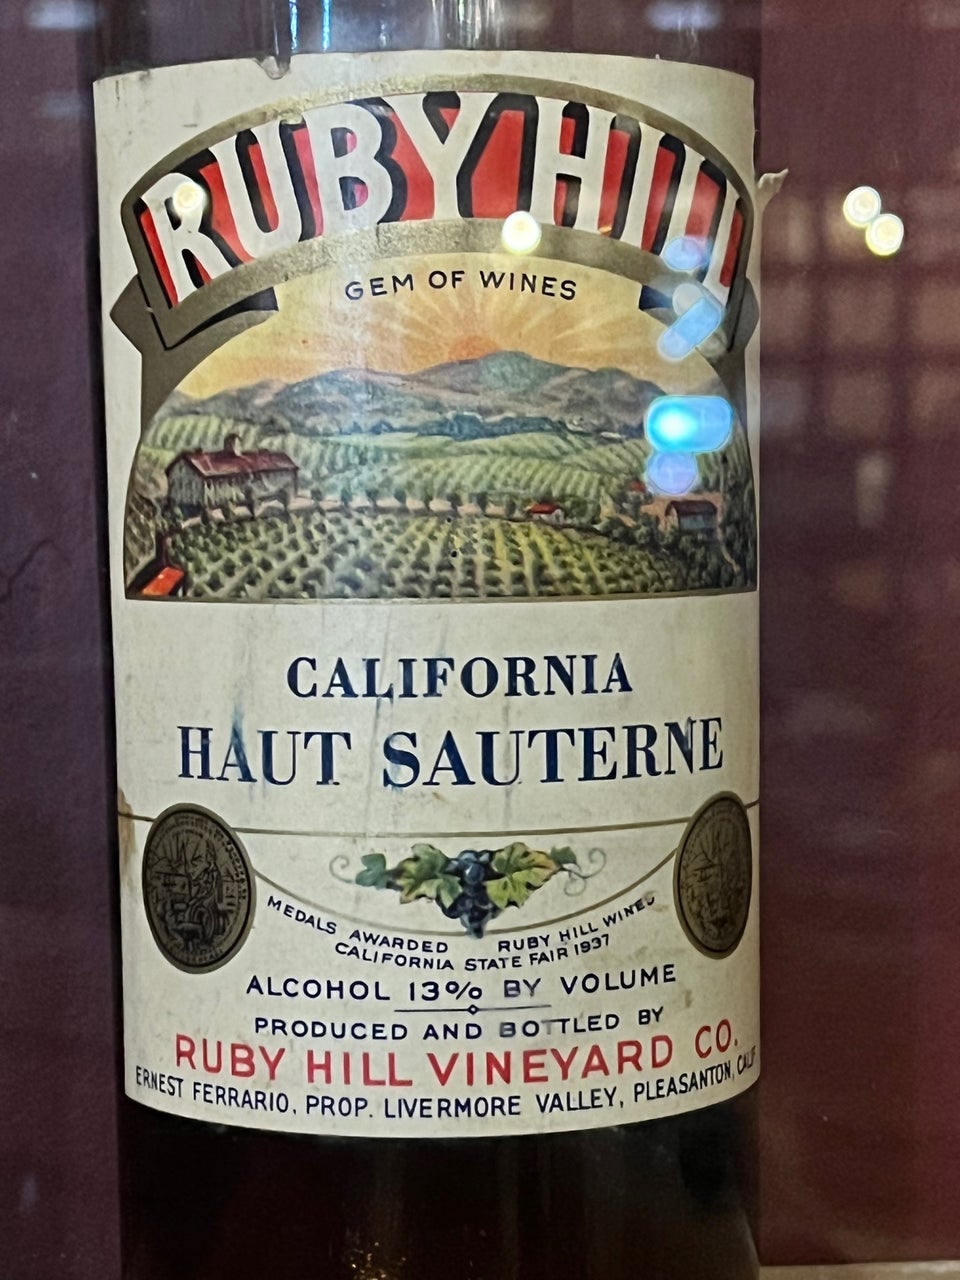 RUBY HILL
GEM OF WINES
CALIFORNIA
HAUT SAUTERNE
MEDALS AWARDED RUBY HILL WINES
CALIFORNIA STATE FAIR 1937
ALCOHOL 13% BY VOLUME
PRODUCED AND BOTTLED BY
RUBY HILL VINEYARD CO.
ERNEST FERRARIO, PROP. LIVERMORE VALLEY, PLEASANTON, CALIF